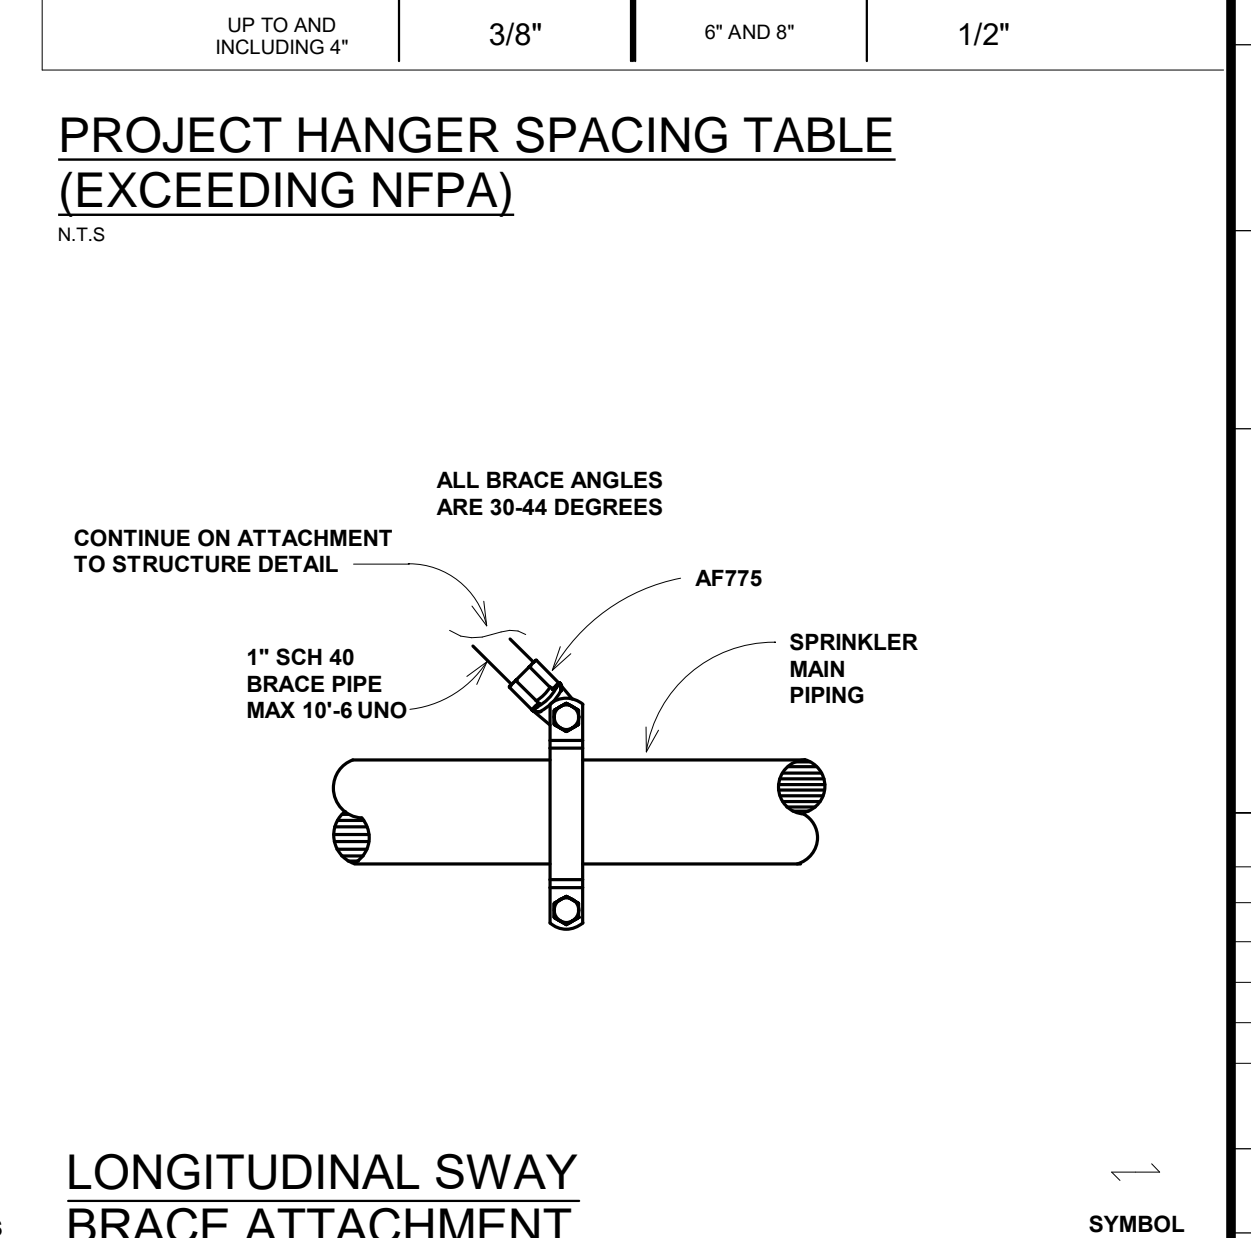 UP TO AND
INCLUDING 4"
3/8"
6" AND 8"
1/2"
PROJECT HANGER SPACING TABLE
(EXCEEDING NFPA)
N.T.S
ALL BRACE ANGLES
ARE 30-44 DEGREES
CONTINUE ON ATTACHMENT
TO STRUCTURE DETAIL
AF775
SPRINKLER
MAIN
PIPING
1" SCH 40
BRACE PIPE
MAX 10'-6 UNO
LONGITUDINAL SWAY
BRACE ATTACHMENT
SYMBOL